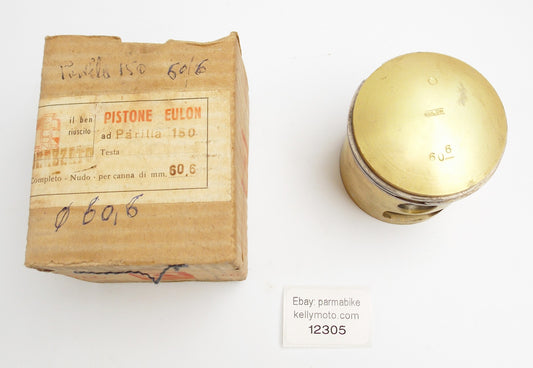 Parilla 150 60,6
il ben
riuscito
PISTONE EULON
ad Parilla 150
Testa
Completo - Nudo - per canna di mm. 60,6
Ø 60,6
60 6
Ebay: parmabike
kellymoto.com
12305